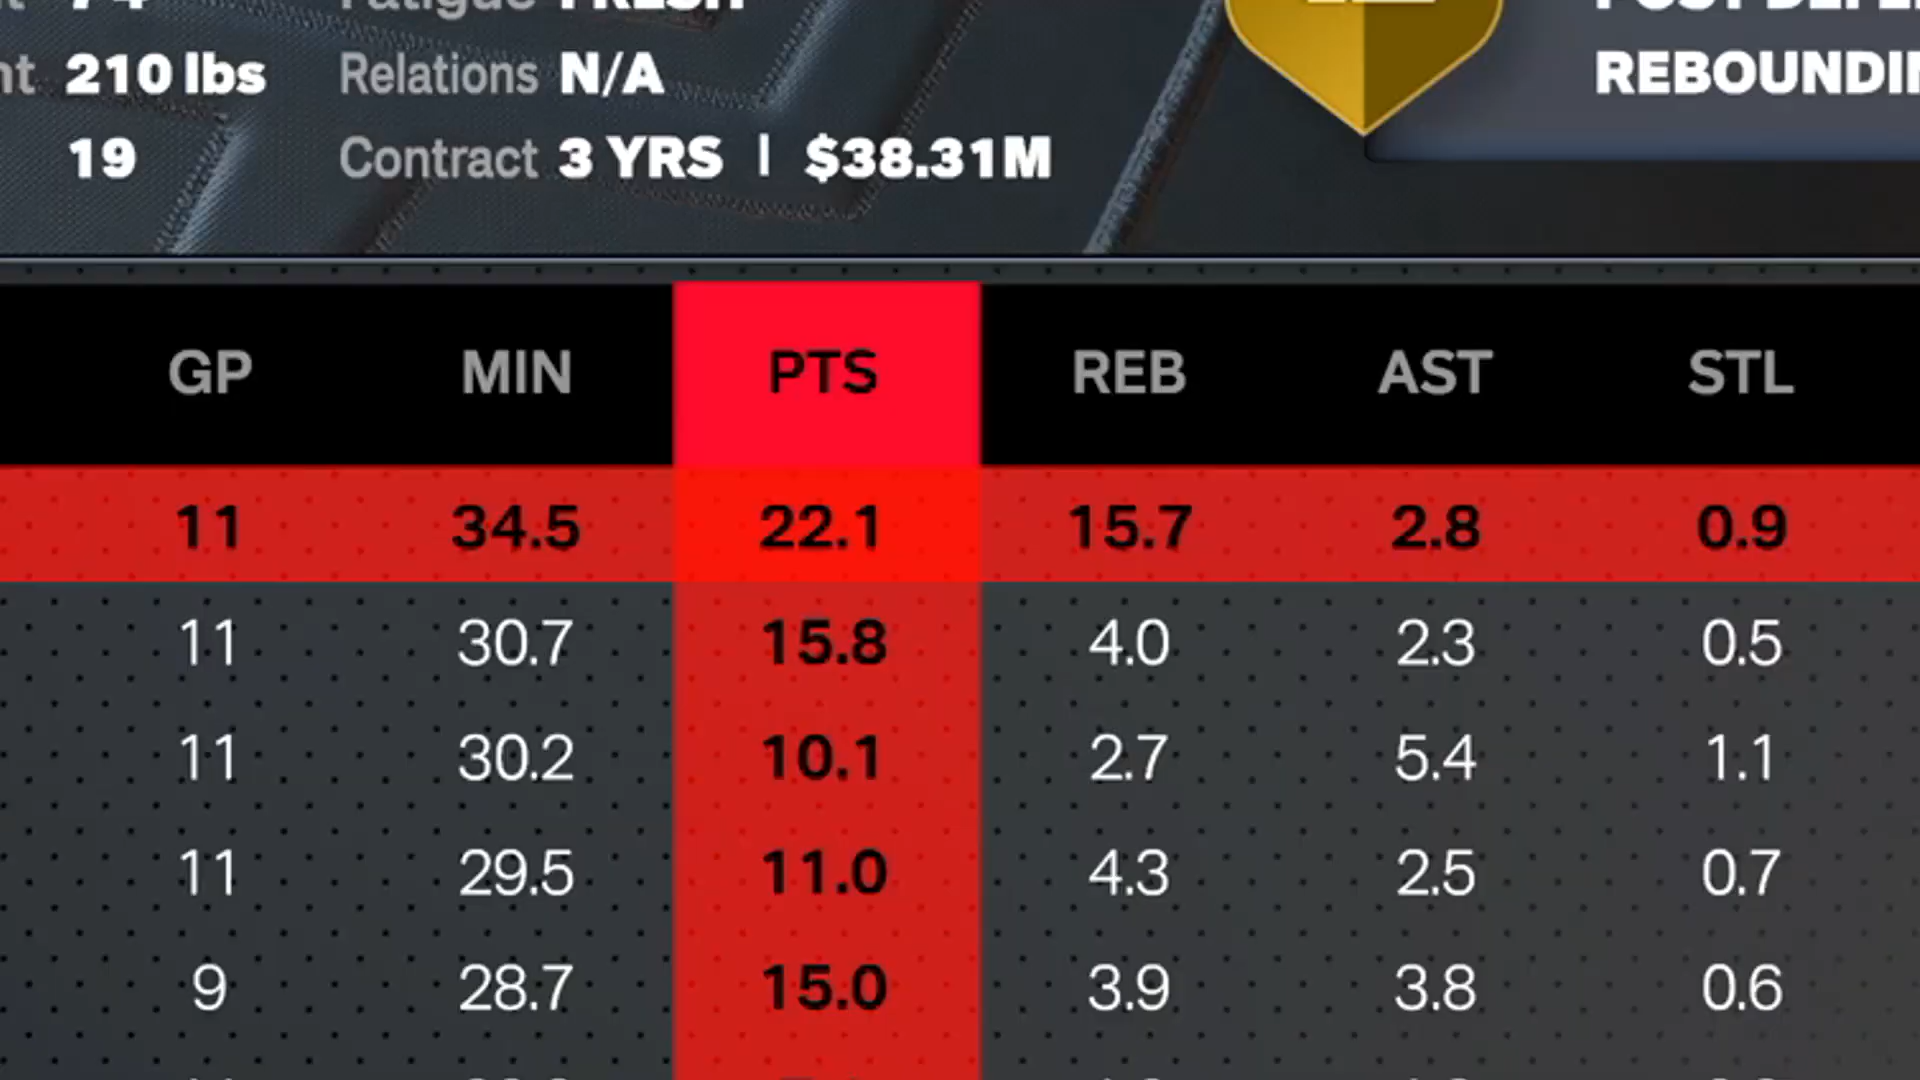 Fatigue FRESH
210 lbs Relations N/A
REBOUNDIN
19 Contract 3 YRS | $38.31M
GP MIN PTS REB AST STL
11 34.5 22.1 15.7 2.8 0.9
11 30.7 15.8 4.0 2.3 0.5
11 30.2 10.1 2.7 5.4 1.1
11 29.5 11.0 4.3 2.5 0.7
9 28.7 15.0 3.9 3.8 0.6